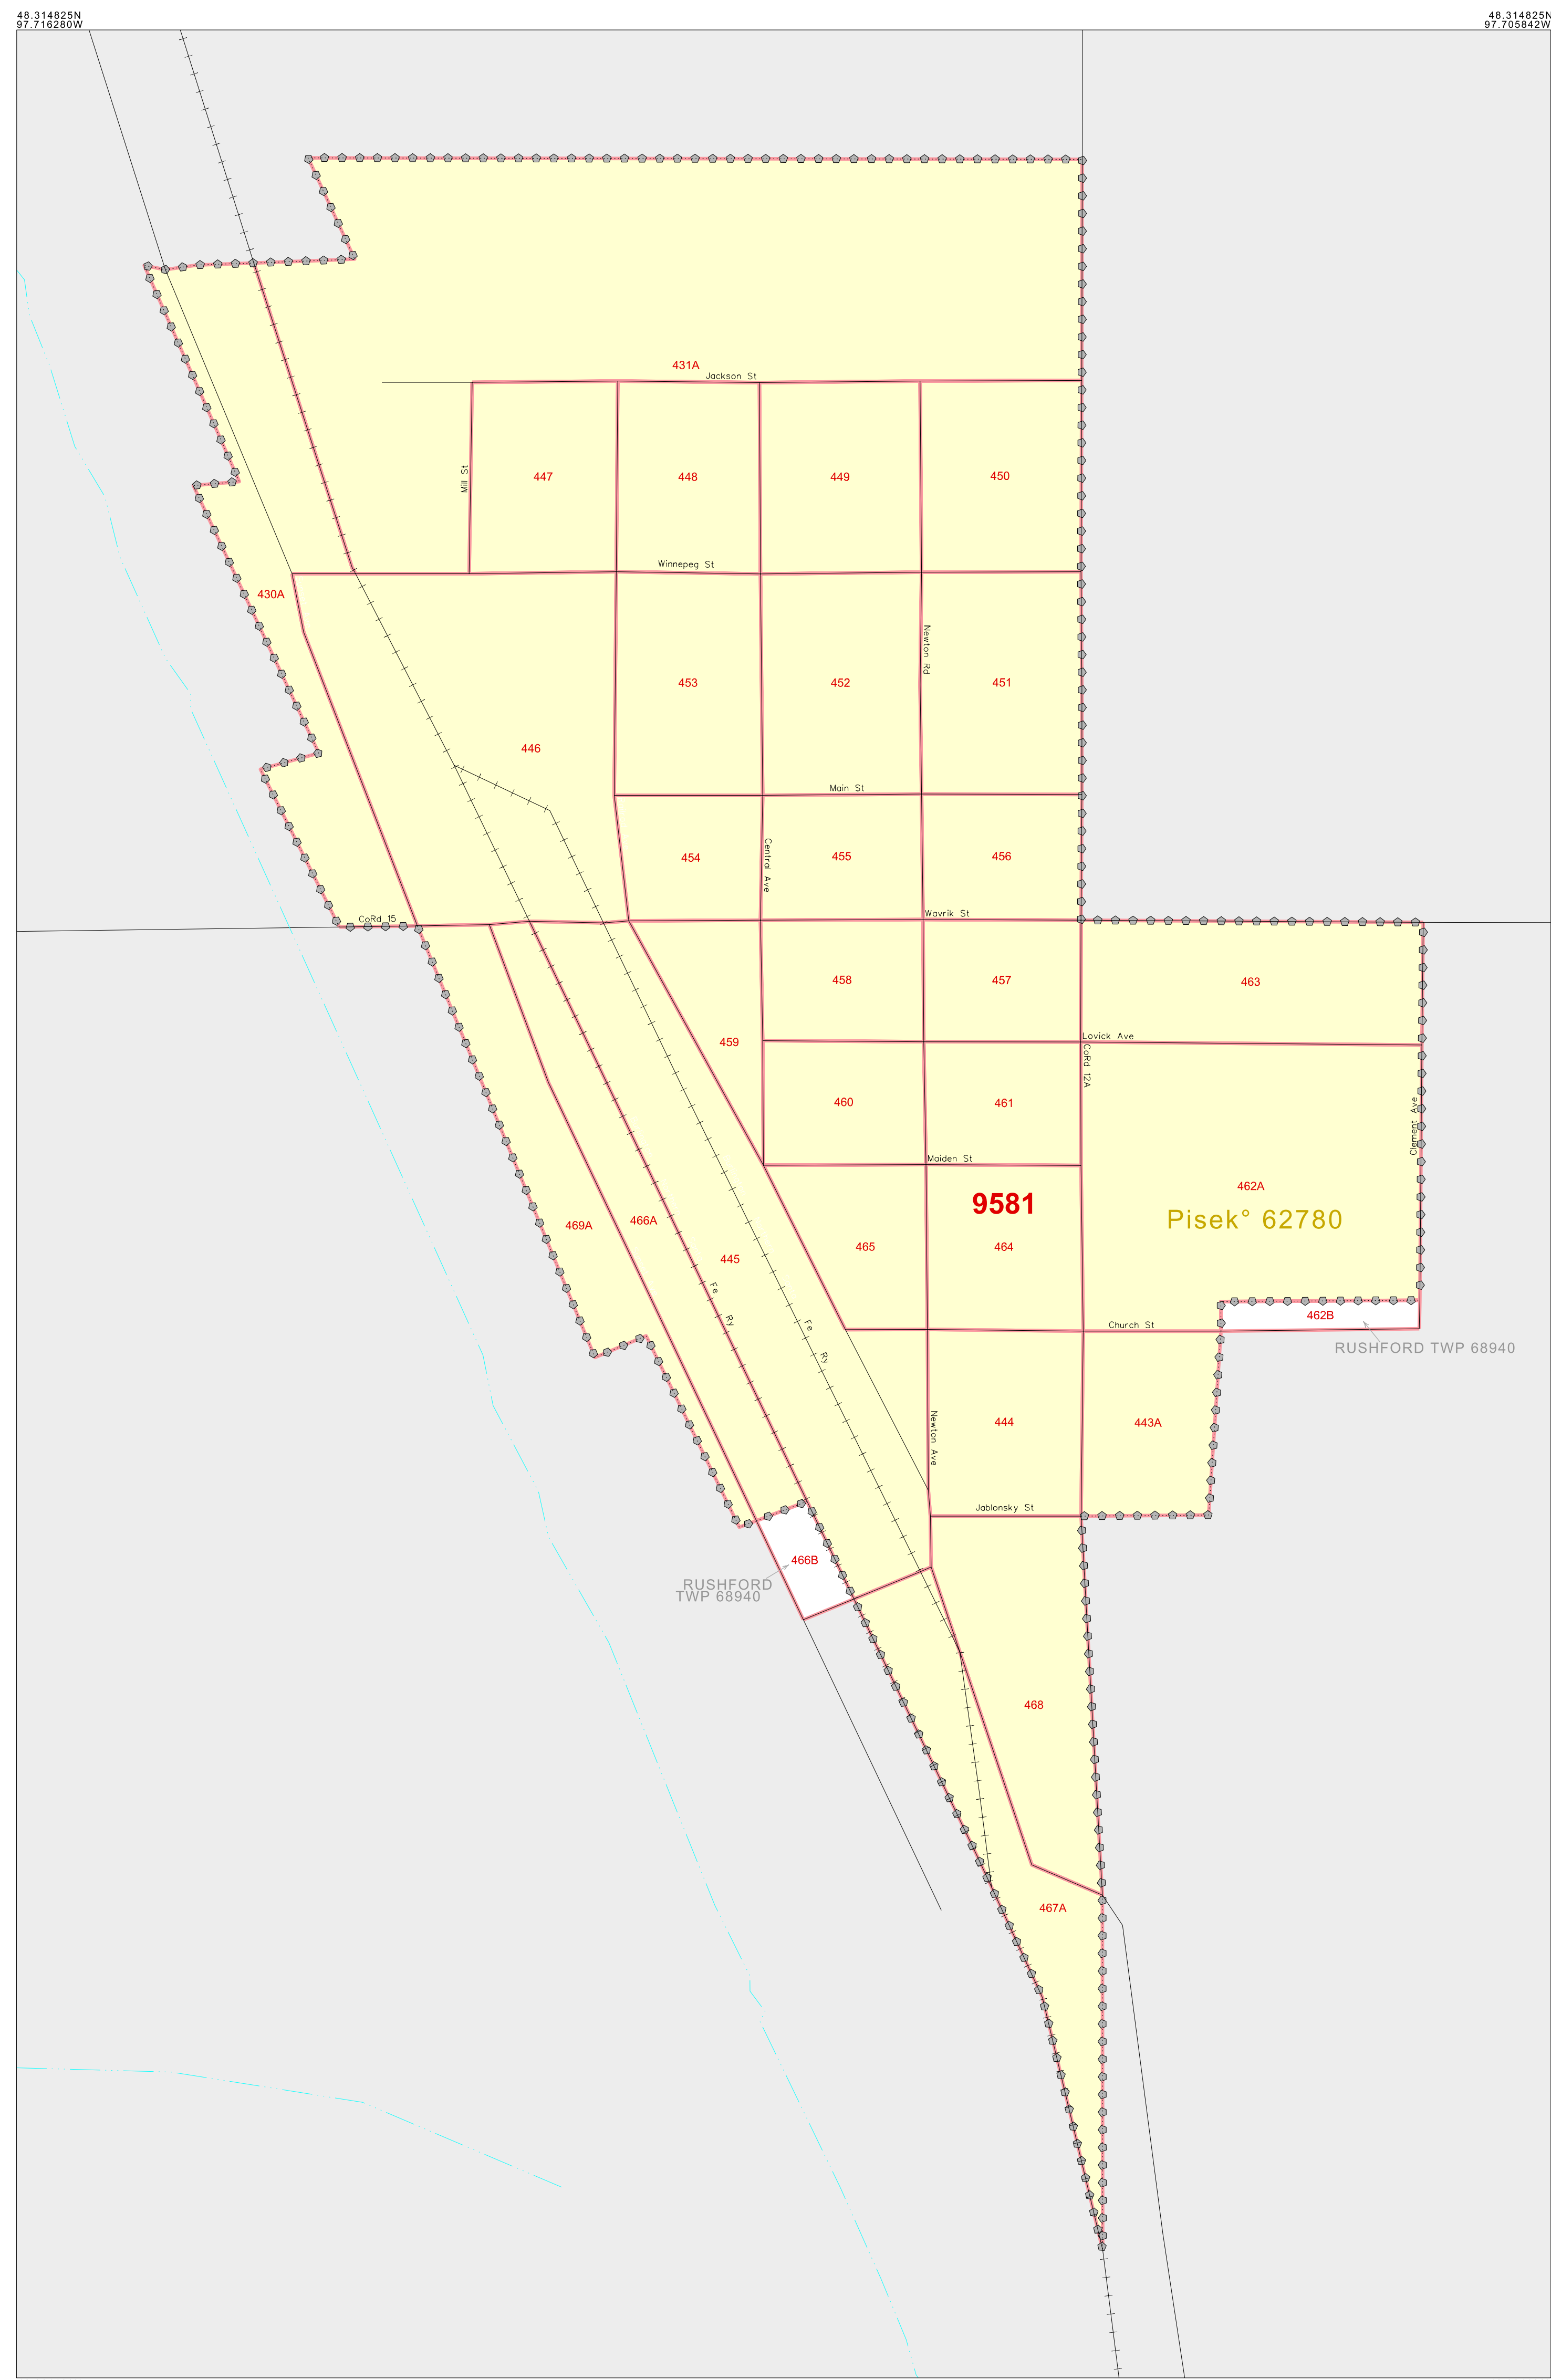 48.314825N
97.716280W
48.314825N
97.705842W
431A
Jackson St
Mill St
447
448
449
450
Winnepeg St
430A
Newton Rd
453
452
451
446
Main St
Central Ave
454
455
456
CoRd 15
Wavrik St
458
457
463
459
Lovick Ave
CoRd 12A
460
461
Clement Ave
Maiden St
462A
9581
Pisek° 62780
469A
466A
465
464
445
Fe Ry
Fe Ry
462B
Church St
RUSHFORD TWP 68940
444
443A
Newton Ave
Jablonsky St
466B
RUSHFORD
TWP 68940
468
467A